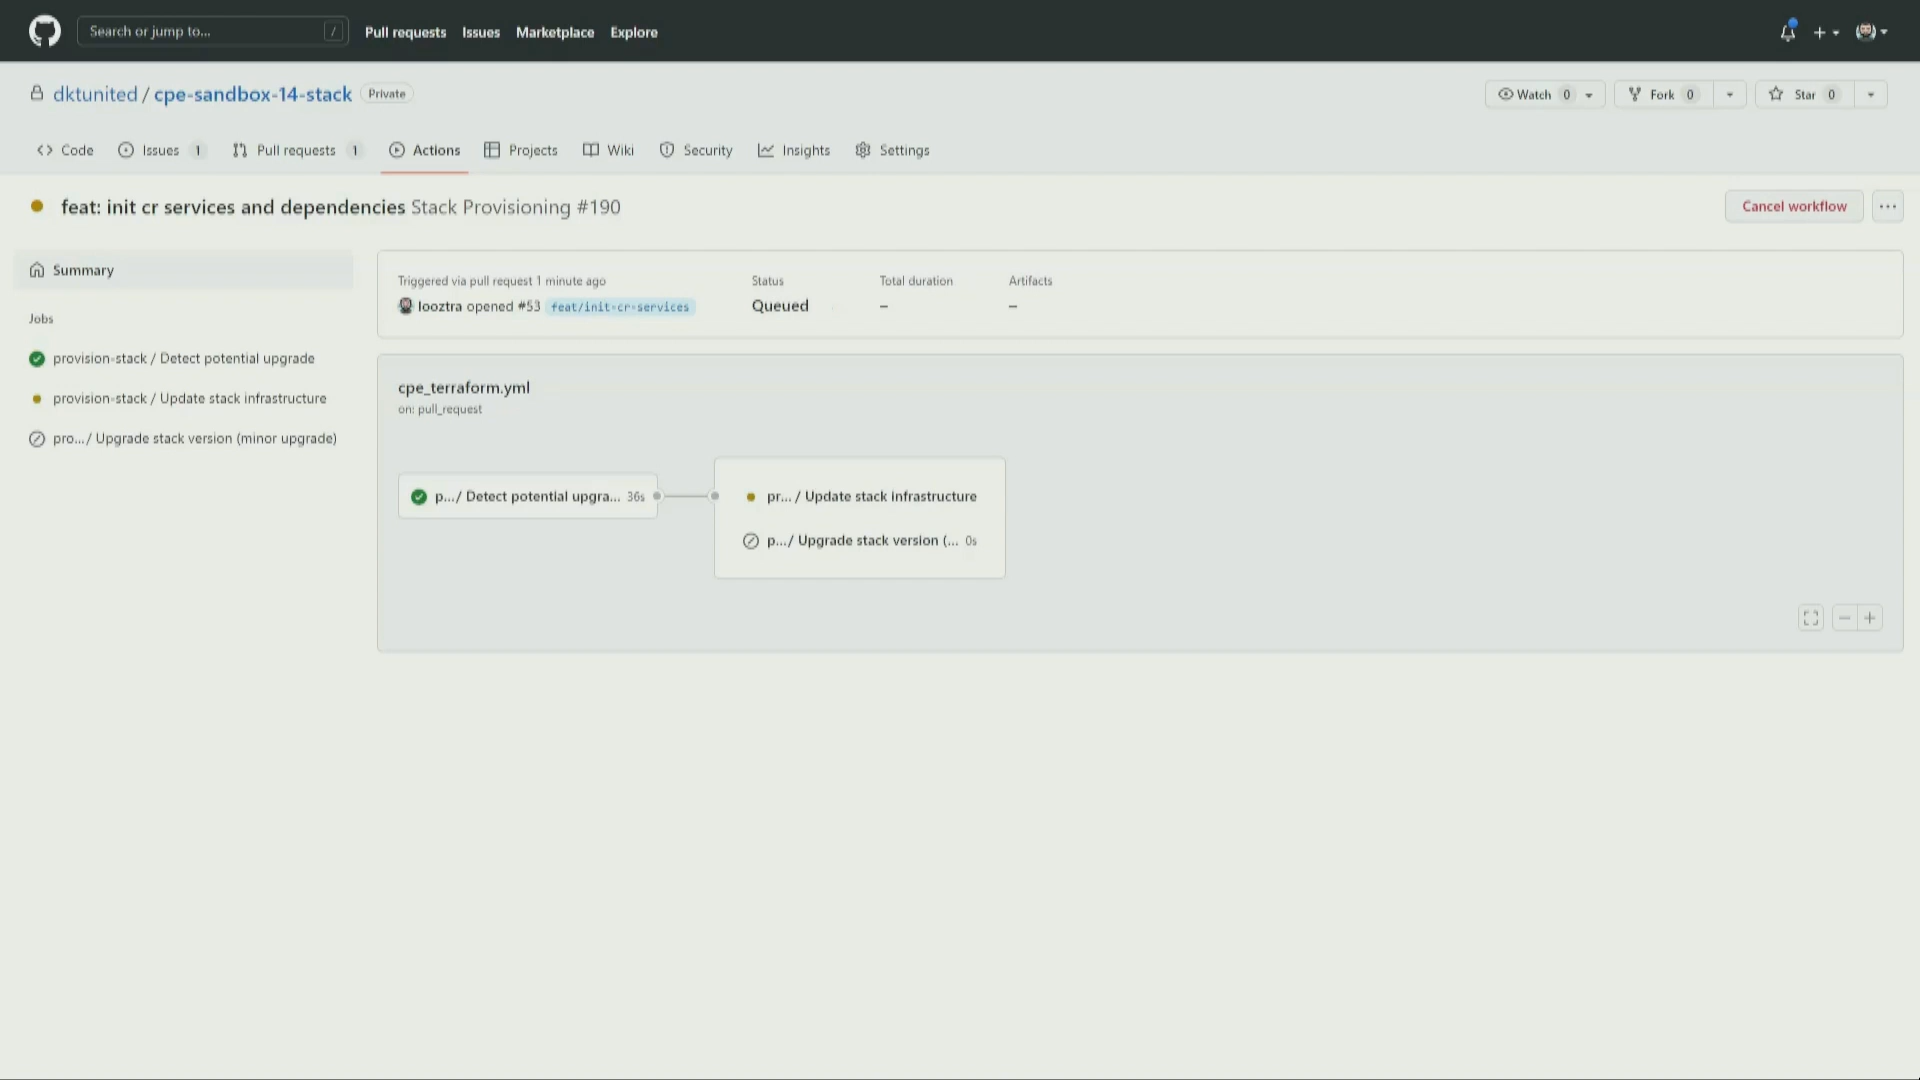 Search or jump to... /
Pull requests Issues Marketplace Explore
dktunited / cpe-sandbox-14-stack Private
Watch 0 Fork 0 Star 0
Code Issues 1 Pull requests 1 Actions Projects Wiki Security Insights Settings
feat: init cr services and dependencies Stack Provisioning #190
Cancel workflow ...
Summary
Jobs
provision-stack / Detect potential upgrade
provision-stack / Update stack infrastructure
pro.../ Upgrade stack version (minor upgrade)
Triggered via pull request 1 minute ago
looztra opened #53 feat/init-cr-services
Status
Queued
Total duration
–
Artifacts
–
cpe_terraform.yml
on: pull_request
p.../ Detect potential upgra... 36s
pr... / Update stack infrastructure
p.../ Upgrade stack version (... 0s